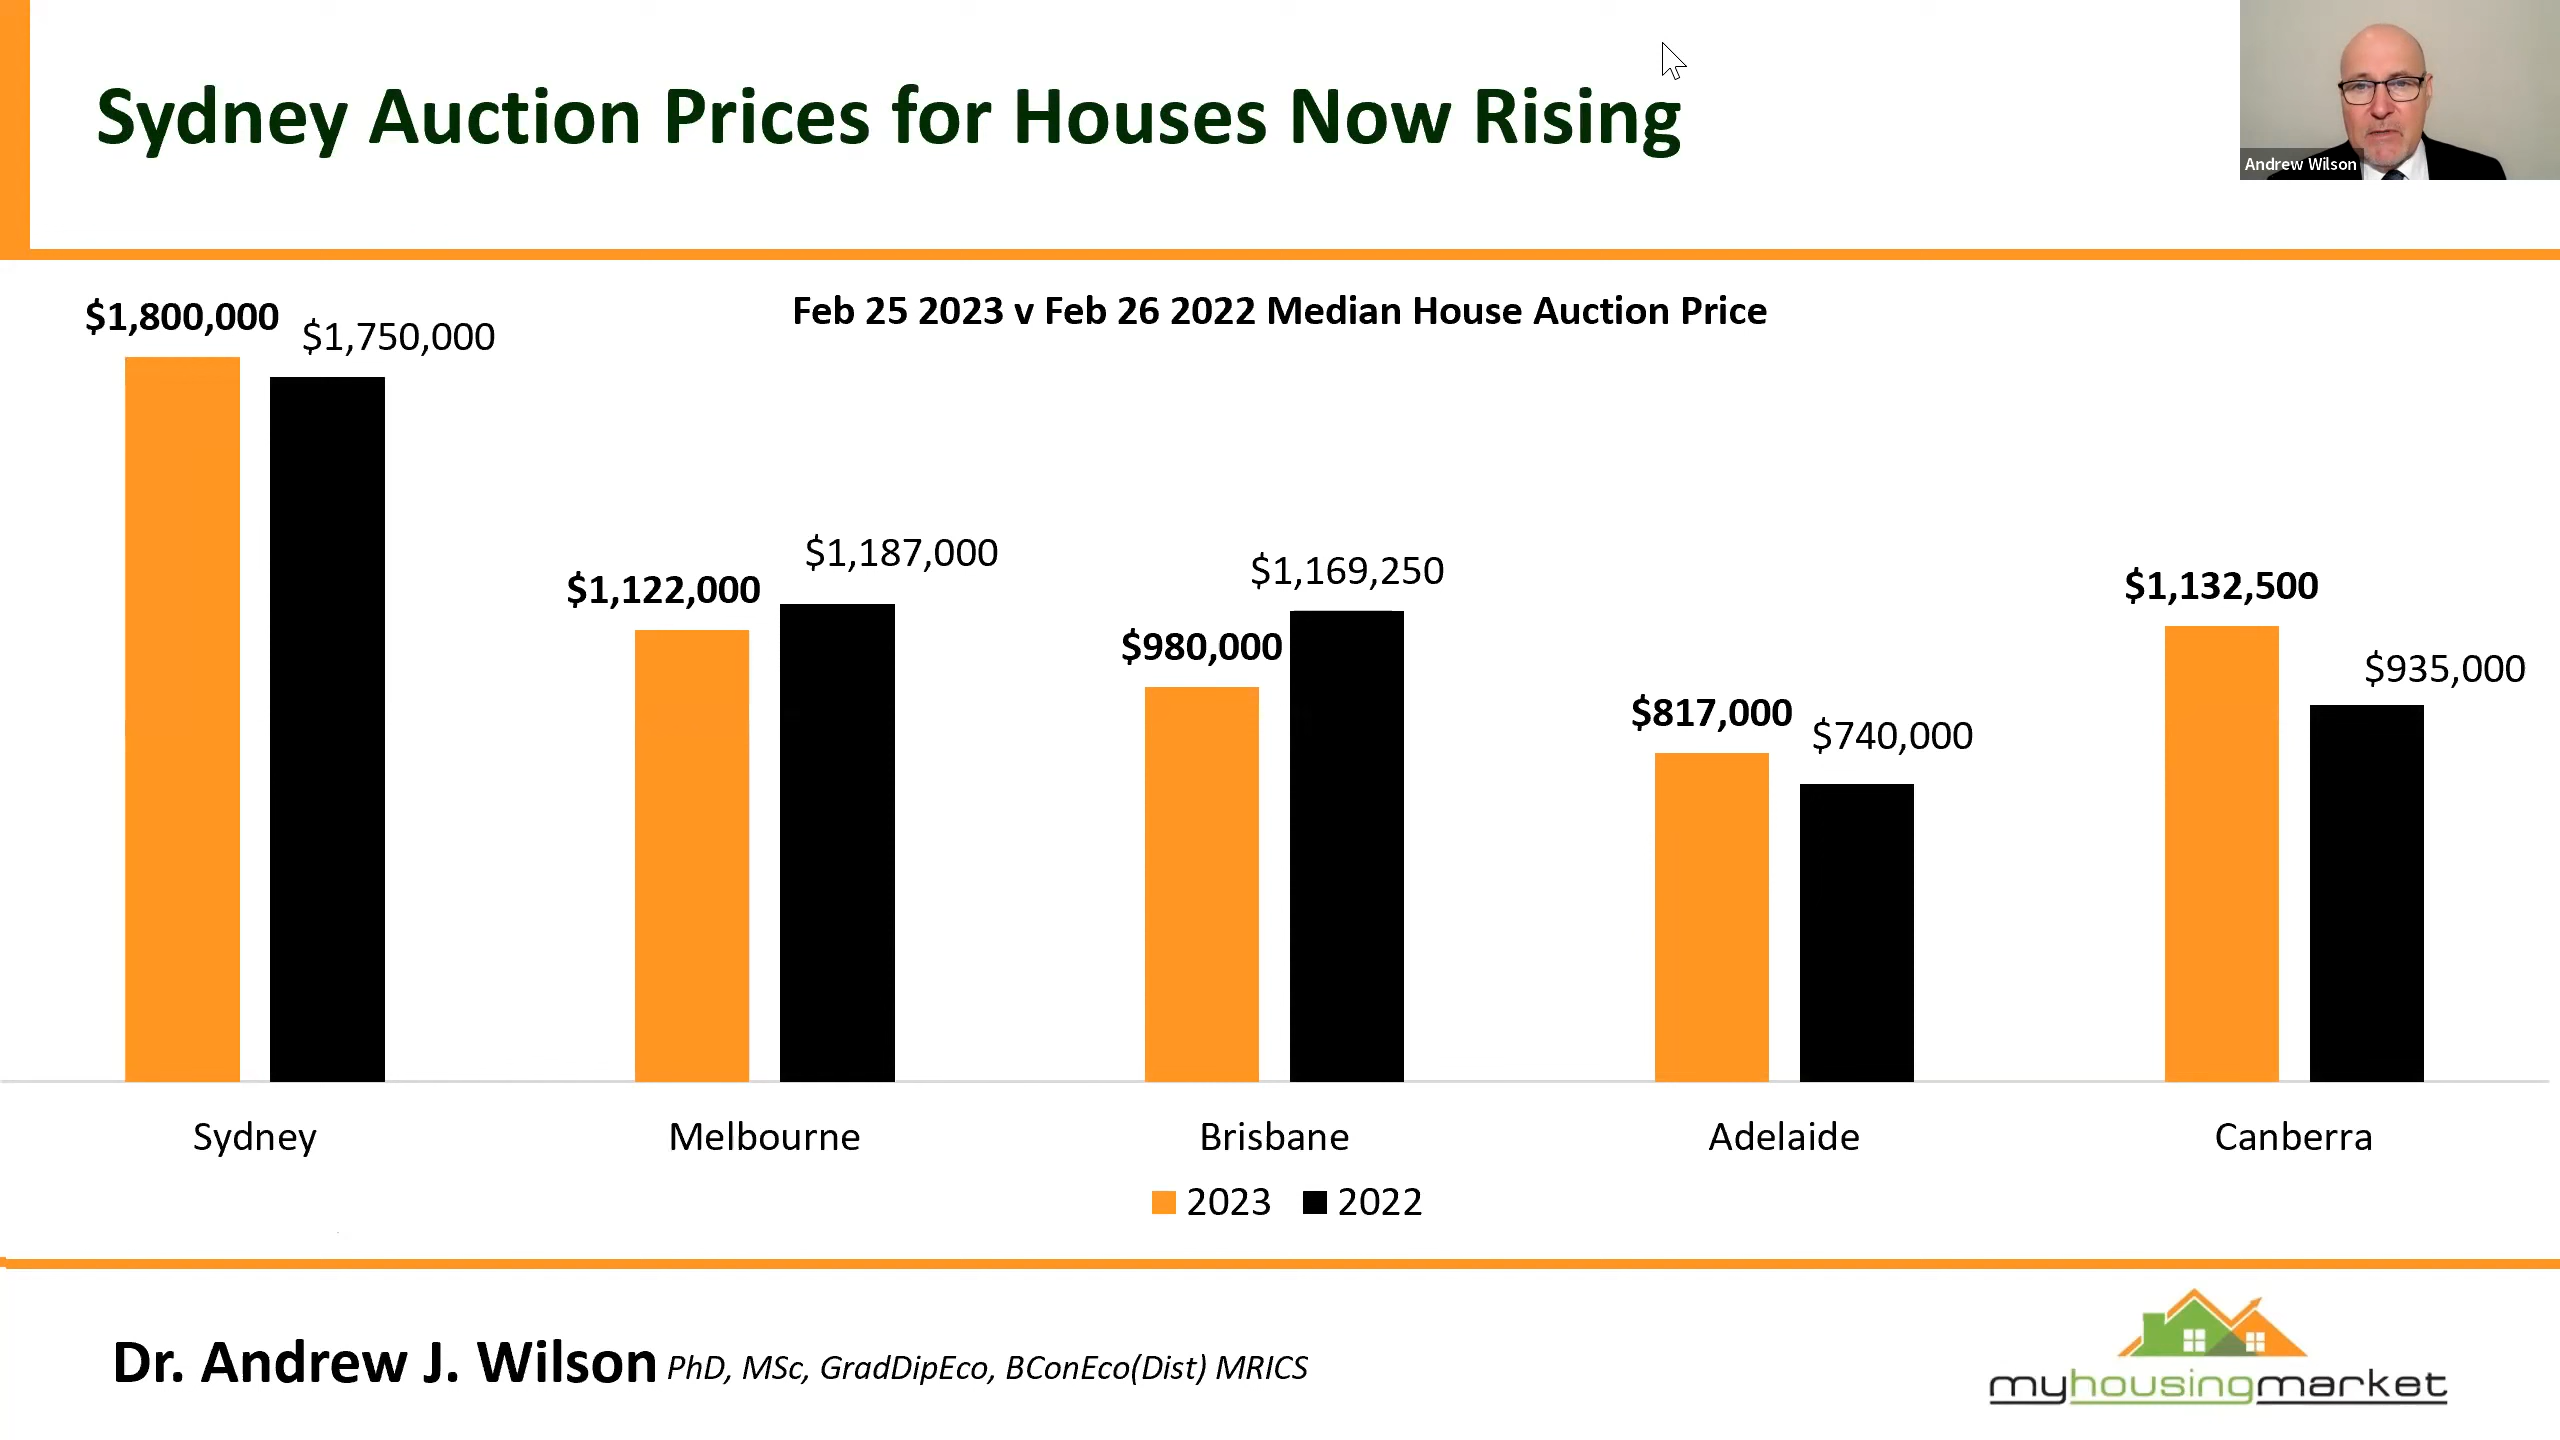 Sydney Auction Prices for Houses Now Rising
Andrew Wilson
Feb 25 2023 v Feb 26 2022 Median House Auction Price
$1,800,000 $1,750,000
$1,122,000 $1,187,000
$980,000 $1,169,250
$817,000 $740,000
$1,132,500 $935,000
Sydney Melbourne Brisbane Adelaide Canberra
2023 2022
Dr. Andrew J. Wilson PhD, MSc, GradDipEco, BConEco(Dist) MRICS
myhousingmarket